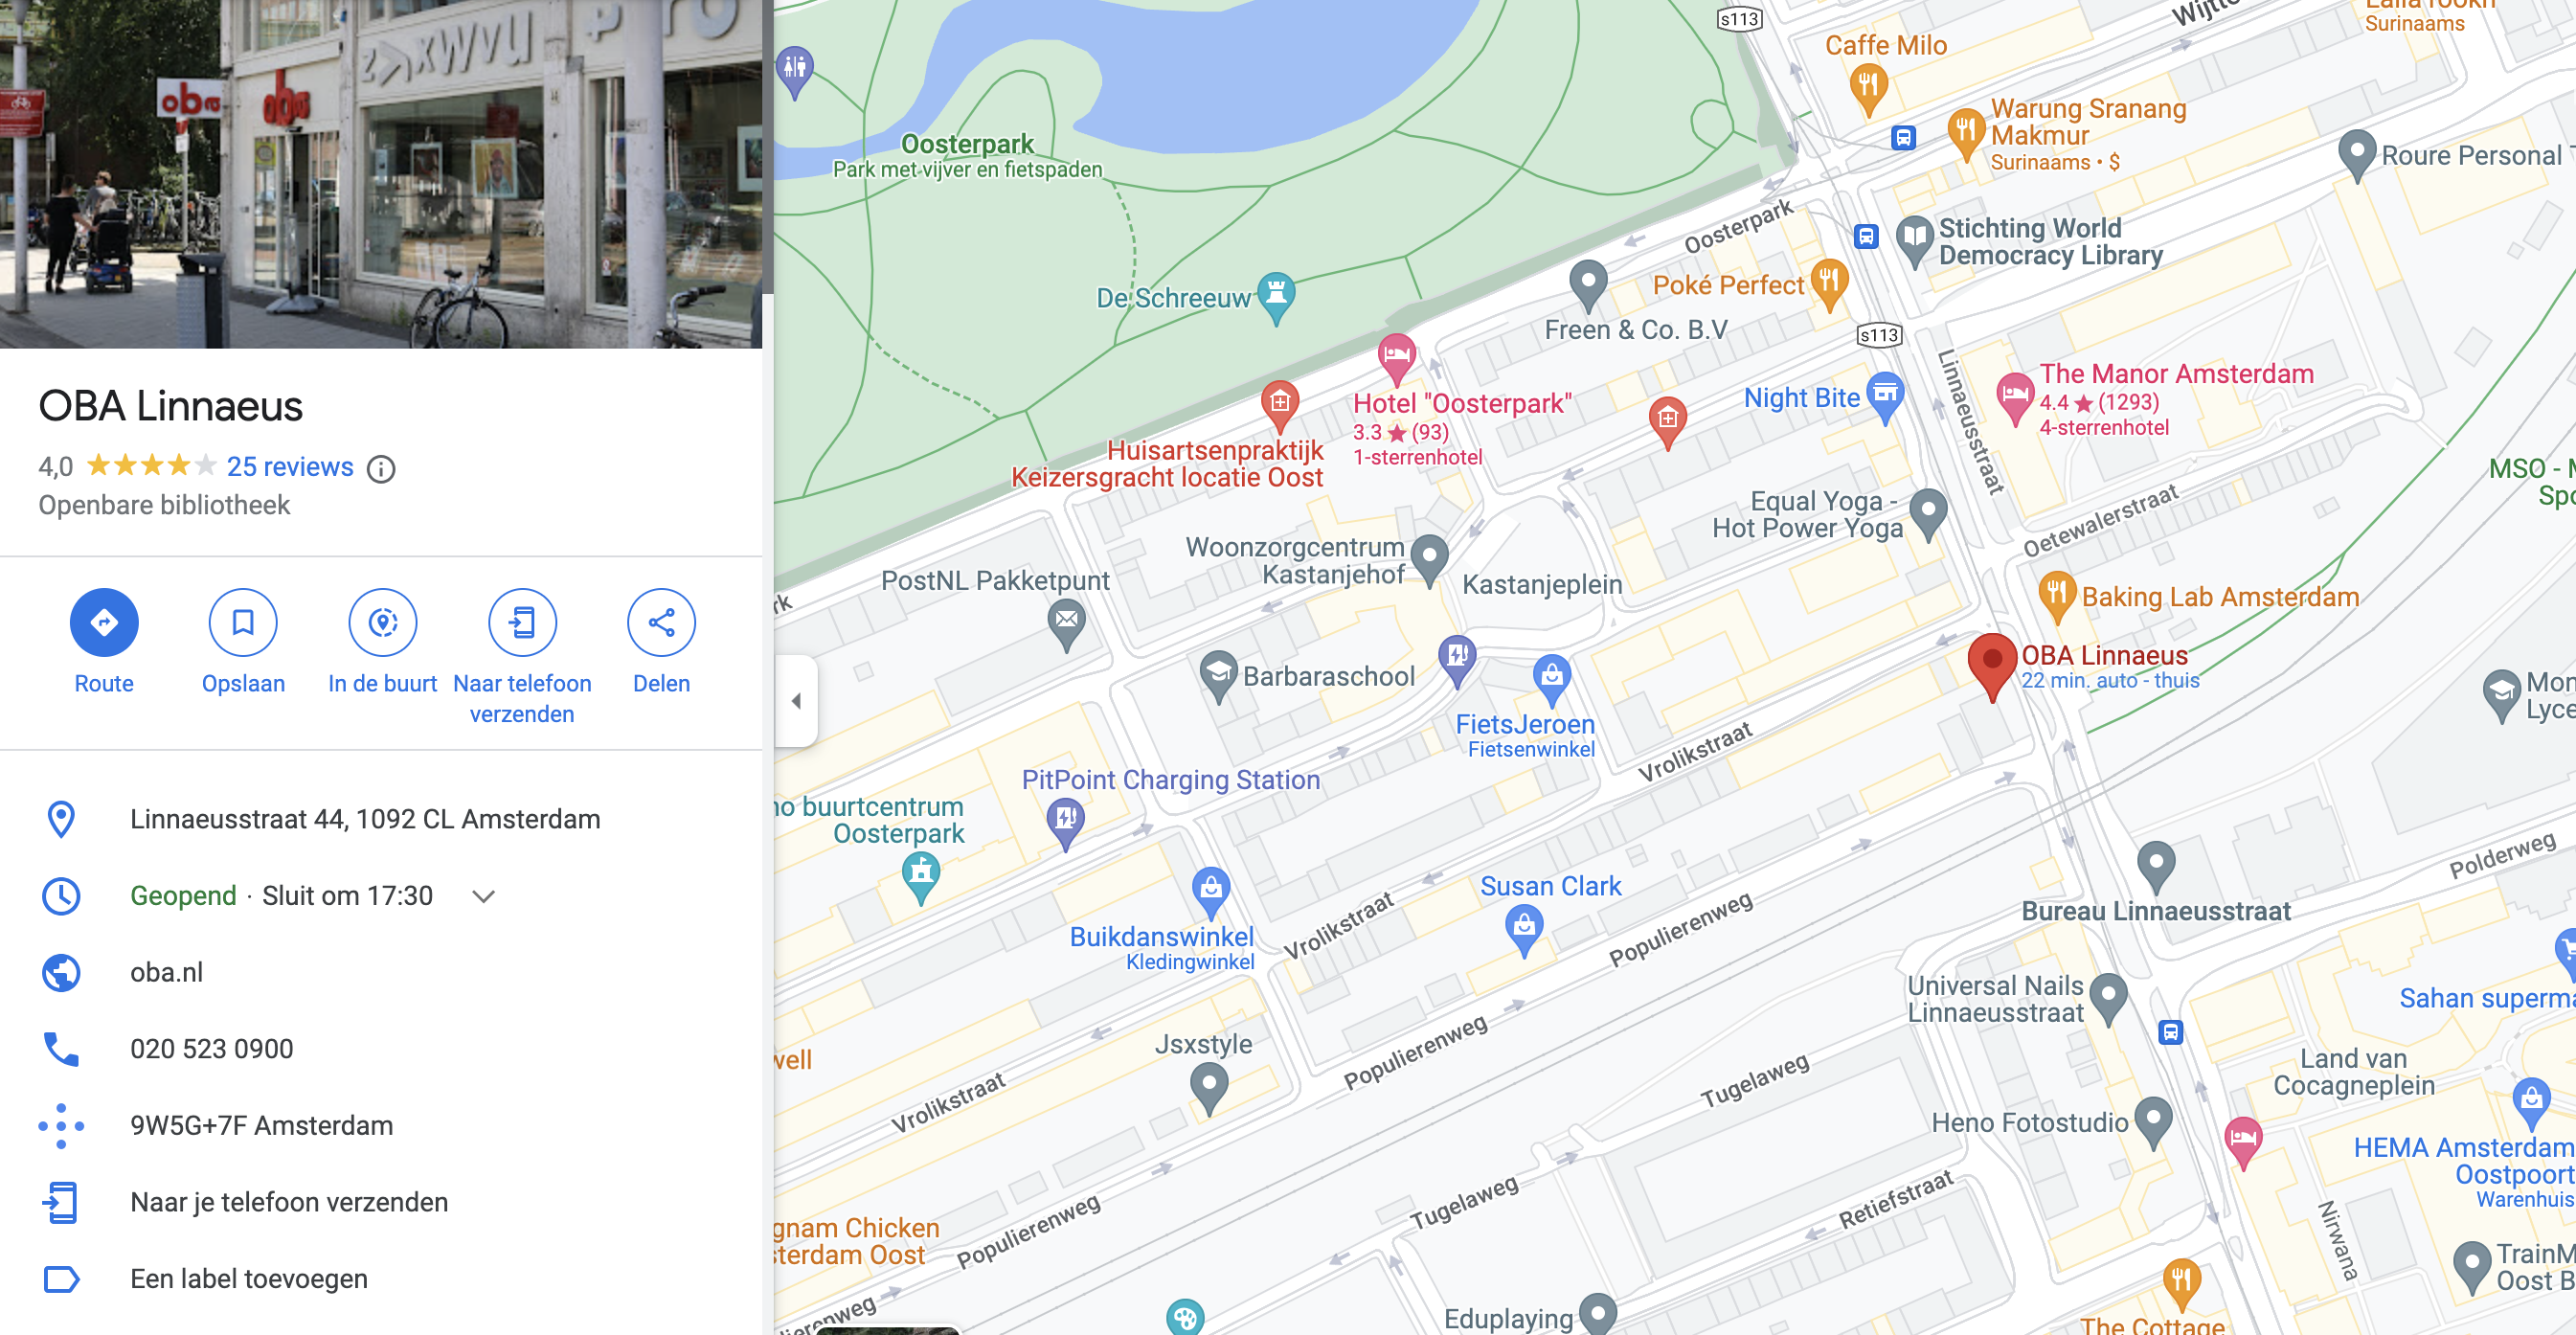 oba
oba
z>xwvu
OBA Linnaeus
4,0
25 reviews
Openbare bibliotheek
Route
Opslaan
In de buurt
Naar telefoon
verzenden
Delen
Linnaeusstraat 44, 1092 CL Amsterdam
Geopend · Sluit om 17:30
oba.nl
020 523 0900
9W5G+7F Amsterdam
Naar je telefoon verzenden
Een label toevoegen
s113
Surinaams
Caffe Milo
Warung Sranang
Makmur
Surinaams • $
Roure Personal
Oosterpark
Park met vijver en fietspaden
Oosterpark
Stichting World
Democracy Library
De Schreeuw
Poké Perfect
Freen & Co. B.V
s113
Linnaeusstraat
Night Bite
The Manor Amsterdam
4.4 ★ (1293)
4-sterrenhotel
Hotel "Oosterpark"
3.3 ★ (93)
1-sterrenhotel
Huisartsenpraktijk
Keizersgracht locatie Oost
MSO -
Equal Yoga -
Hot Power Yoga
Oetewalerstraat
Woonzorgcentrum
Kastanjehof
Kastanjeplein
PostNL Pakketpunt
Baking Lab Amsterdam
OBA Linnaeus
22 min. auto - thuis
Barbaraschool
FietsJeroen
Fietsenwinkel
Vrolikstraat
PitPoint Charging Station
buurtcentrum
Oosterpark
Susan Clark
Vrolikstraat
Populierenweg
Polderweg
Bureau Linnaeusstraat
Buikdanswinkel
Kledingwinkel
Universal Nails
Linnaeusstraat
Sahan
Jsxstyle
Populierenweg
Tugelaweg
Land van
Cocagneplein
Vrolikstraat
Heno Fotostudio
HEMA Amsterdam
Oostpoort
Warenhuis
Tugelaweg
Retiefstraat
Nirwana
Chicken
Oost
Populierenweg
Oost
Eduplaying
The Cottage